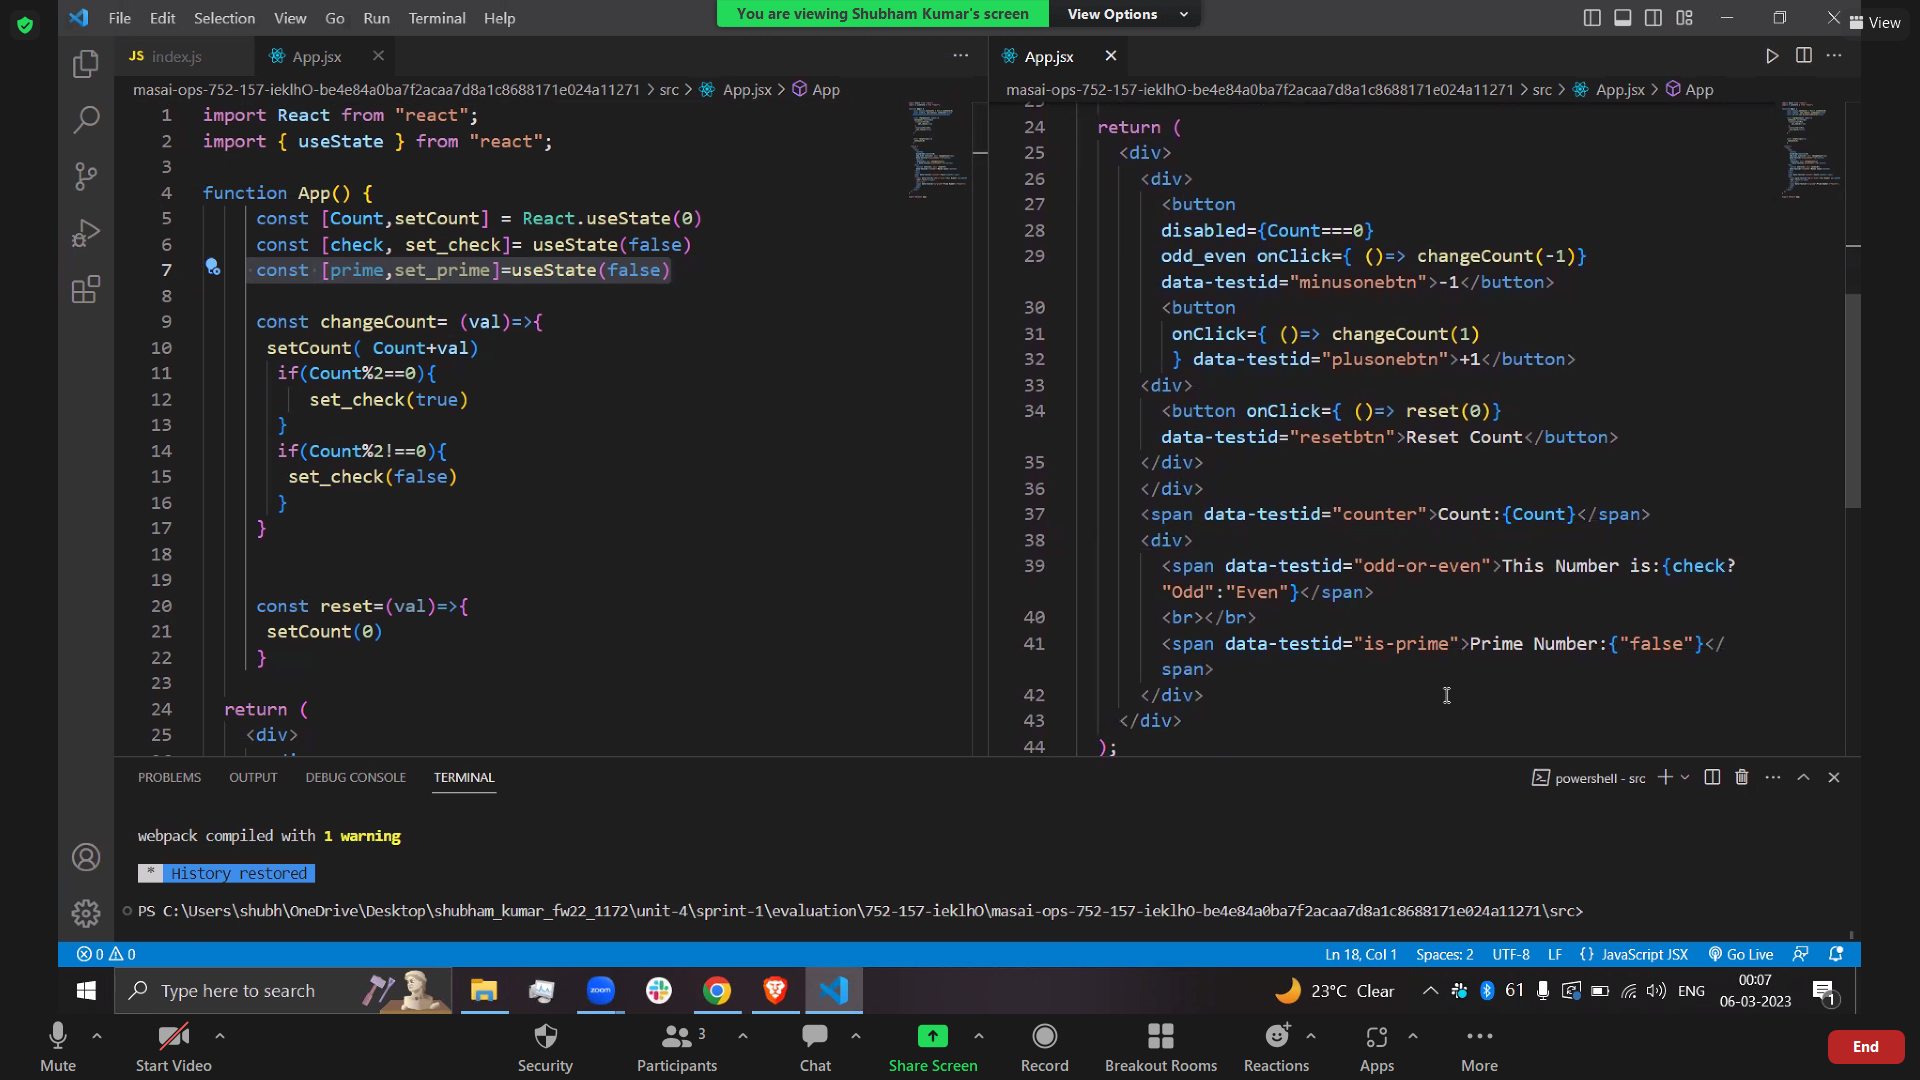 File Edit Selection View Go Run Terminal Help
You are viewing Shubham Kumar's screen View Options
View
JS index.js App.jsx
App.jsx
masai-ops-752-157-ieklhO-be4e84a0ba7f2acaa7d8a1c8688171e024a11271 > src > App.jsx > App
masai-ops-752-157-ieklhO-be4e84a0ba7f2acaa7d8a1c8688171e024a11271 > src > App.jsx > App
1 import React from "react";
2 import { useState } from "react";
3
4 function App() {
5 const [Count,setCount] = React.useState(0)
6 const [check, set_check]= useState(false)
7 const [prime,set_prime]=useState(false)
8
9 const changeCount= (val)=>{
10 setCount( Count+val)
11 if(Count%2==0){
12 set_check(true)
13 }
14 if(Count%2!==0){
15 set_check(false)
16 }
17 }
18
19
20 const reset=(val)=>{
21 setCount(0)
22 }
23
24 return (
25 <div>
24 return (
25 <div>
26 <div>
27 <button
28 disabled={Count===0}
29 odd_even onClick={ ()=> changeCount(-1)}
data-testid="minusonebtn">-1</button>
30 <button
31 onClick={ ()=> changeCount(1)
32 } data-testid="plusonebtn">+1</button>
33 <div>
34 <button onClick={ ()=> reset(0)}
data-testid="resetbtn">Reset Count</button>
35 </div>
36 </div>
37 <span data-testid="counter">Count:{Count}</span>
38 <div>
39 <span data-testid="odd-or-even">This Number is:{check?
"Odd":"Even"}</span>
40 <br></br>
41 <span data-testid="is-prime">Prime Number:{"false"}</
span>
42 </div>
43 </div>
44 );
PROBLEMS OUTPUT DEBUG CONSOLE TERMINAL
powershell - src
webpack compiled with 1 warning
* History restored
PS C:\Users\shubh\OneDrive\Desktop\shubham_kumar_fw22_1172\unit-4\sprint-1\evaluation\752-157-ieklhO\masai-ops-752-157-ieklhO-be4e84a0ba7f2acaa7d8a1c8688171e024a11271\src>
0 0
Ln 18, Col 1 Spaces: 2 UTF-8 LF {} JavaScript JSX Go Live
Type here to search
zoom
23°C Clear 61 ENG
00:07
06-03-2023
1
Mute Start Video Security Participants 3 Chat Share Screen Record Breakout Rooms Reactions Apps More End